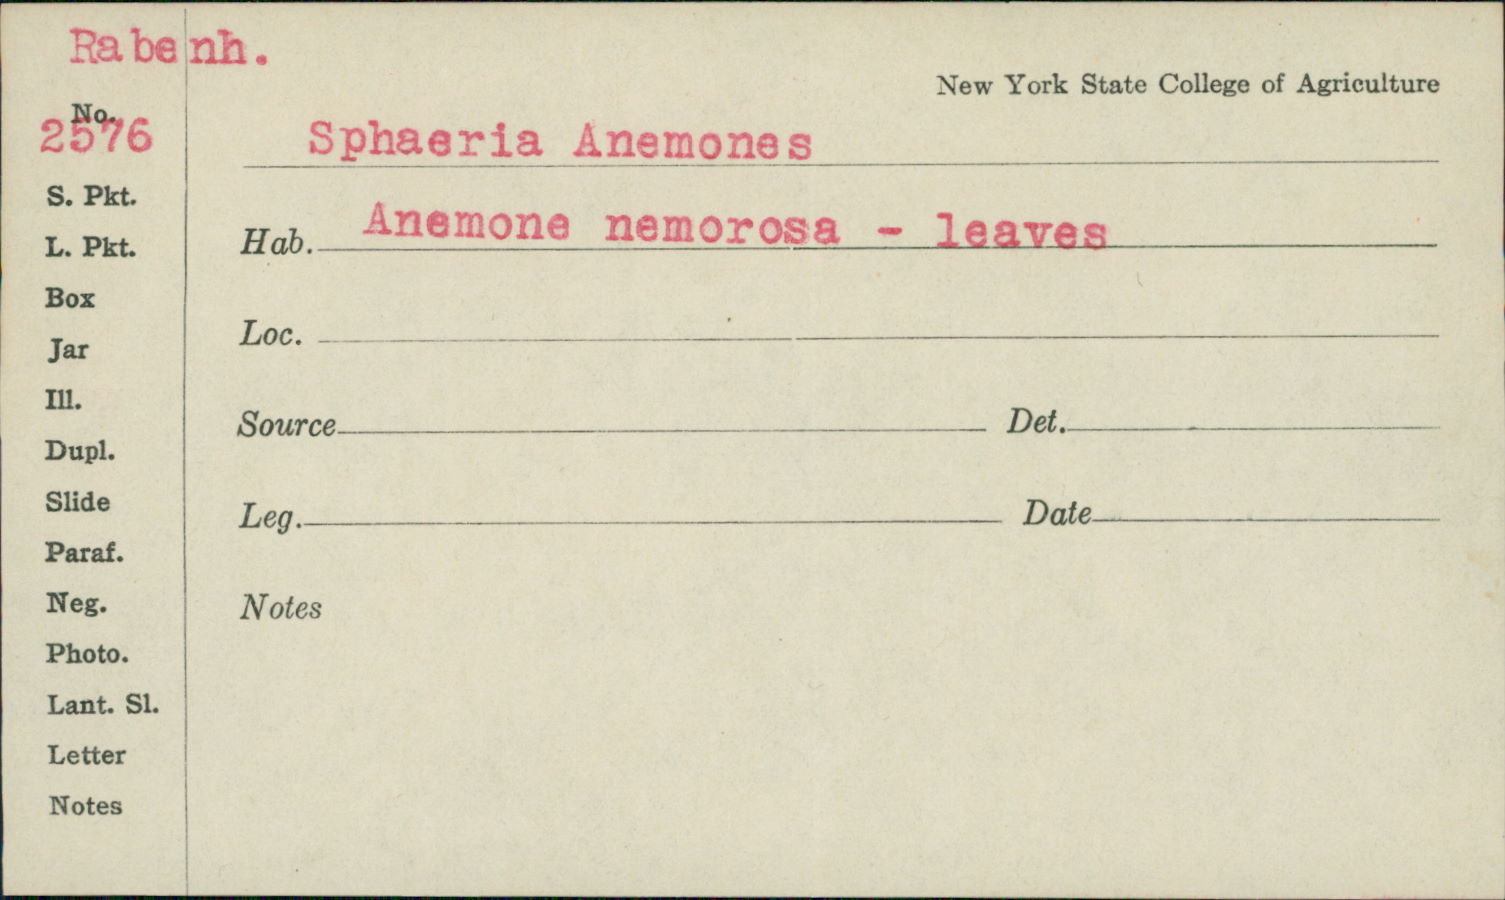 Rabenh.
New York State College of Agriculture
No.
2576
Sphaeria Anemones
S. Pkt.
Hab. Anemone nemorosa - leaves
L. Pkt.
Box
Loc.
Jar
Ill.
Source Det.
Dupl.
Slide
Leg. Date
Paraf.
Neg.
Notes
Photo.
Lant. Sl.
Letter
Notes